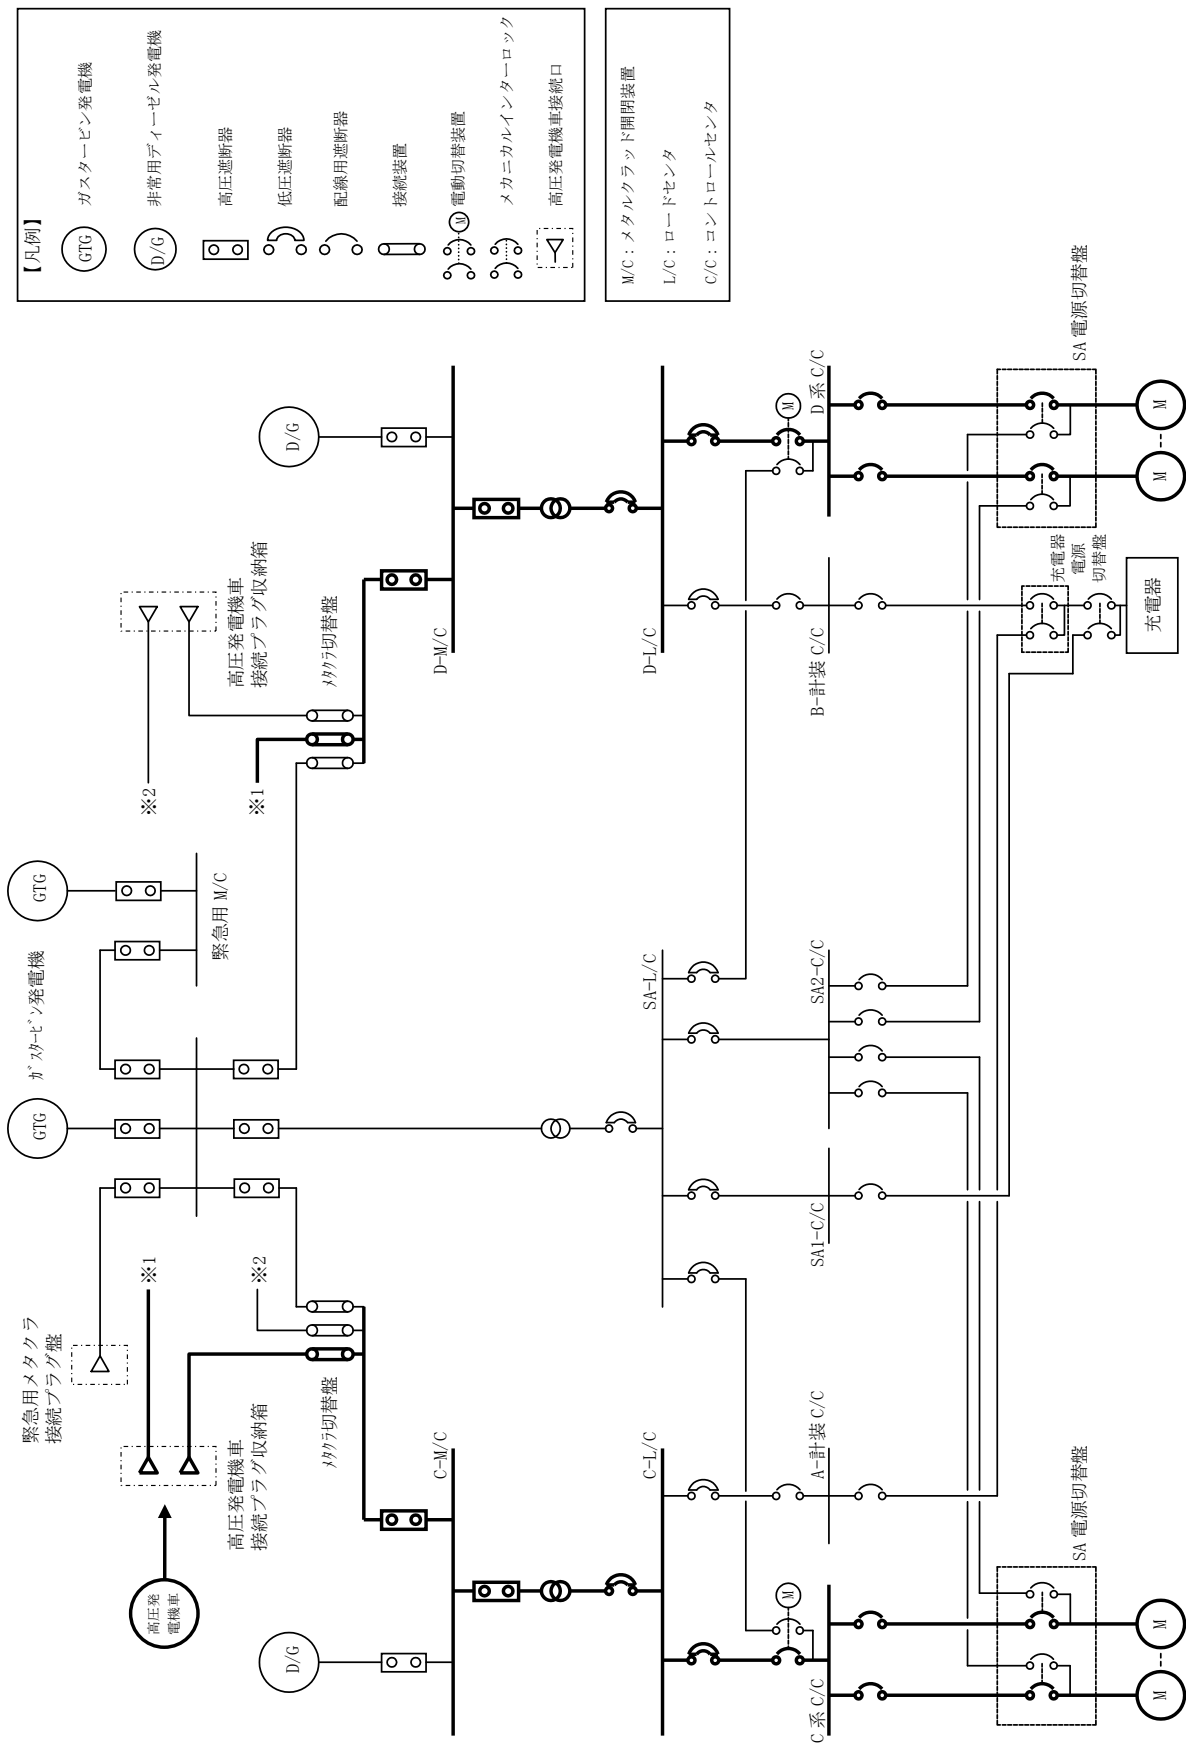 【凡例】
GTG
ガスタービン発電機
D/G
非常用ディーゼル発電機
高圧遮断器
低圧遮断器
配線用遮断器
接続装置
M
電動切替装置
メカニカルインターロック
高圧発電機車接続口
M/C：メタルクラッド開閉装置
L/C：ロードセンタ
C/C：コントロールセンタ
高圧発
電機車
緊急用メタクラ
接続プラグ盤
※1
※2
高圧発電機車
接続プラグ収納箱
ﾒﾀｸﾗ切替盤
GTG
ｶﾞｽﾀｰﾋﾞﾝ発電機
GTG
緊急用 M/C
※2
※1
高圧発電機車
接続プラグ収納箱
ﾒﾀｸﾗ切替盤
D/G
C-M/C
D/G
D-M/C
C-L/C
SA-L/C
D-L/C
M
M
C 系 C/C
A-計装 C/C
SA1-C/C
SA2-C/C
B-計装 C/C
D 系 C/C
SA 電源切替盤
充電器
電源
切替盤
SA 電源切替盤
充電器
M
M
M
M